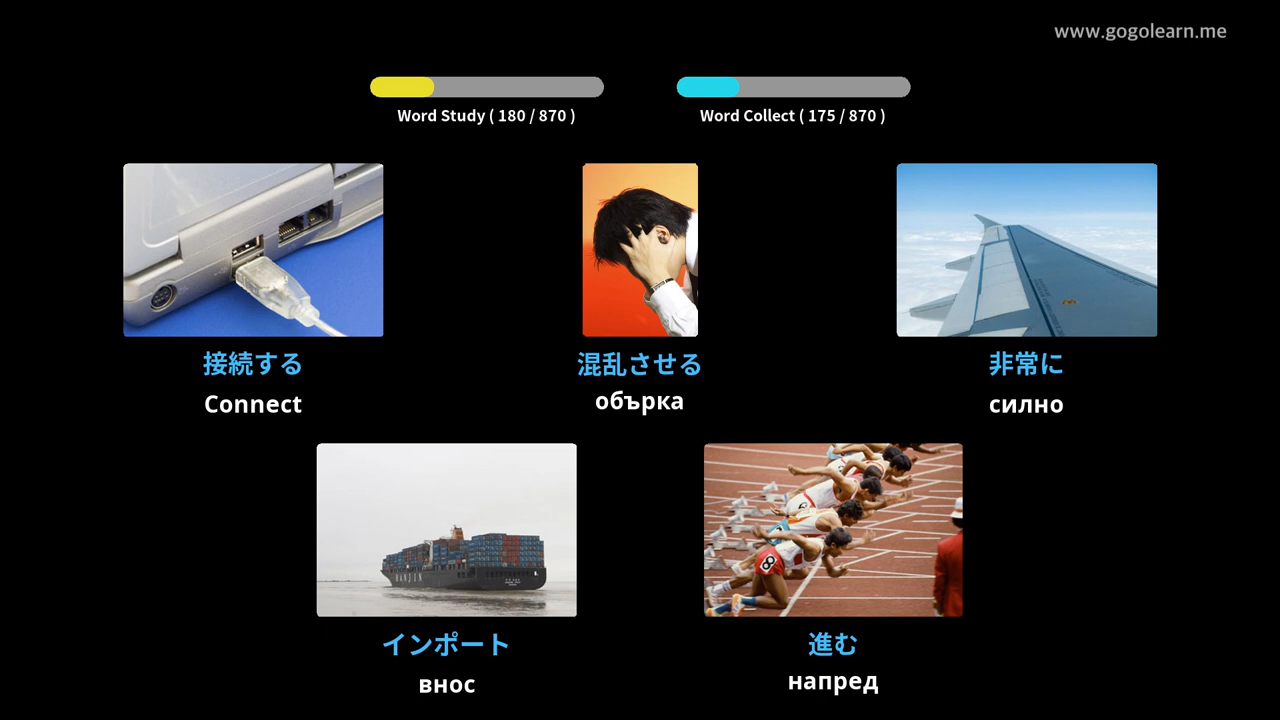 www.gogolearn.me
Word Study ( 180 / 870 )
Word Collect ( 175 / 870 )
接続する
Connect
混乱させる
обърка
非常に
силно
インポート
внос
進む
напред